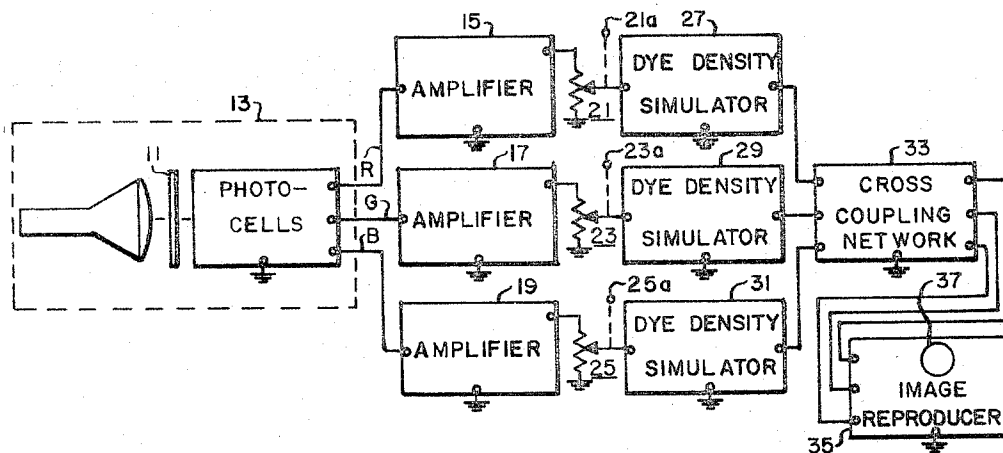 15
21a
27
AMPLIFIER
21
DYE DENSITY
SIMULATOR
13
11
R
17
23a
29
33
PHOTO-
CELLS
G
AMPLIFIER
23
DYE DENSITY
SIMULATOR
CROSS
COUPLING
NETWORK
B
19
25a
31
37
AMPLIFIER
25
DYE DENSITY
SIMULATOR
IMAGE
REPRODUCER
35